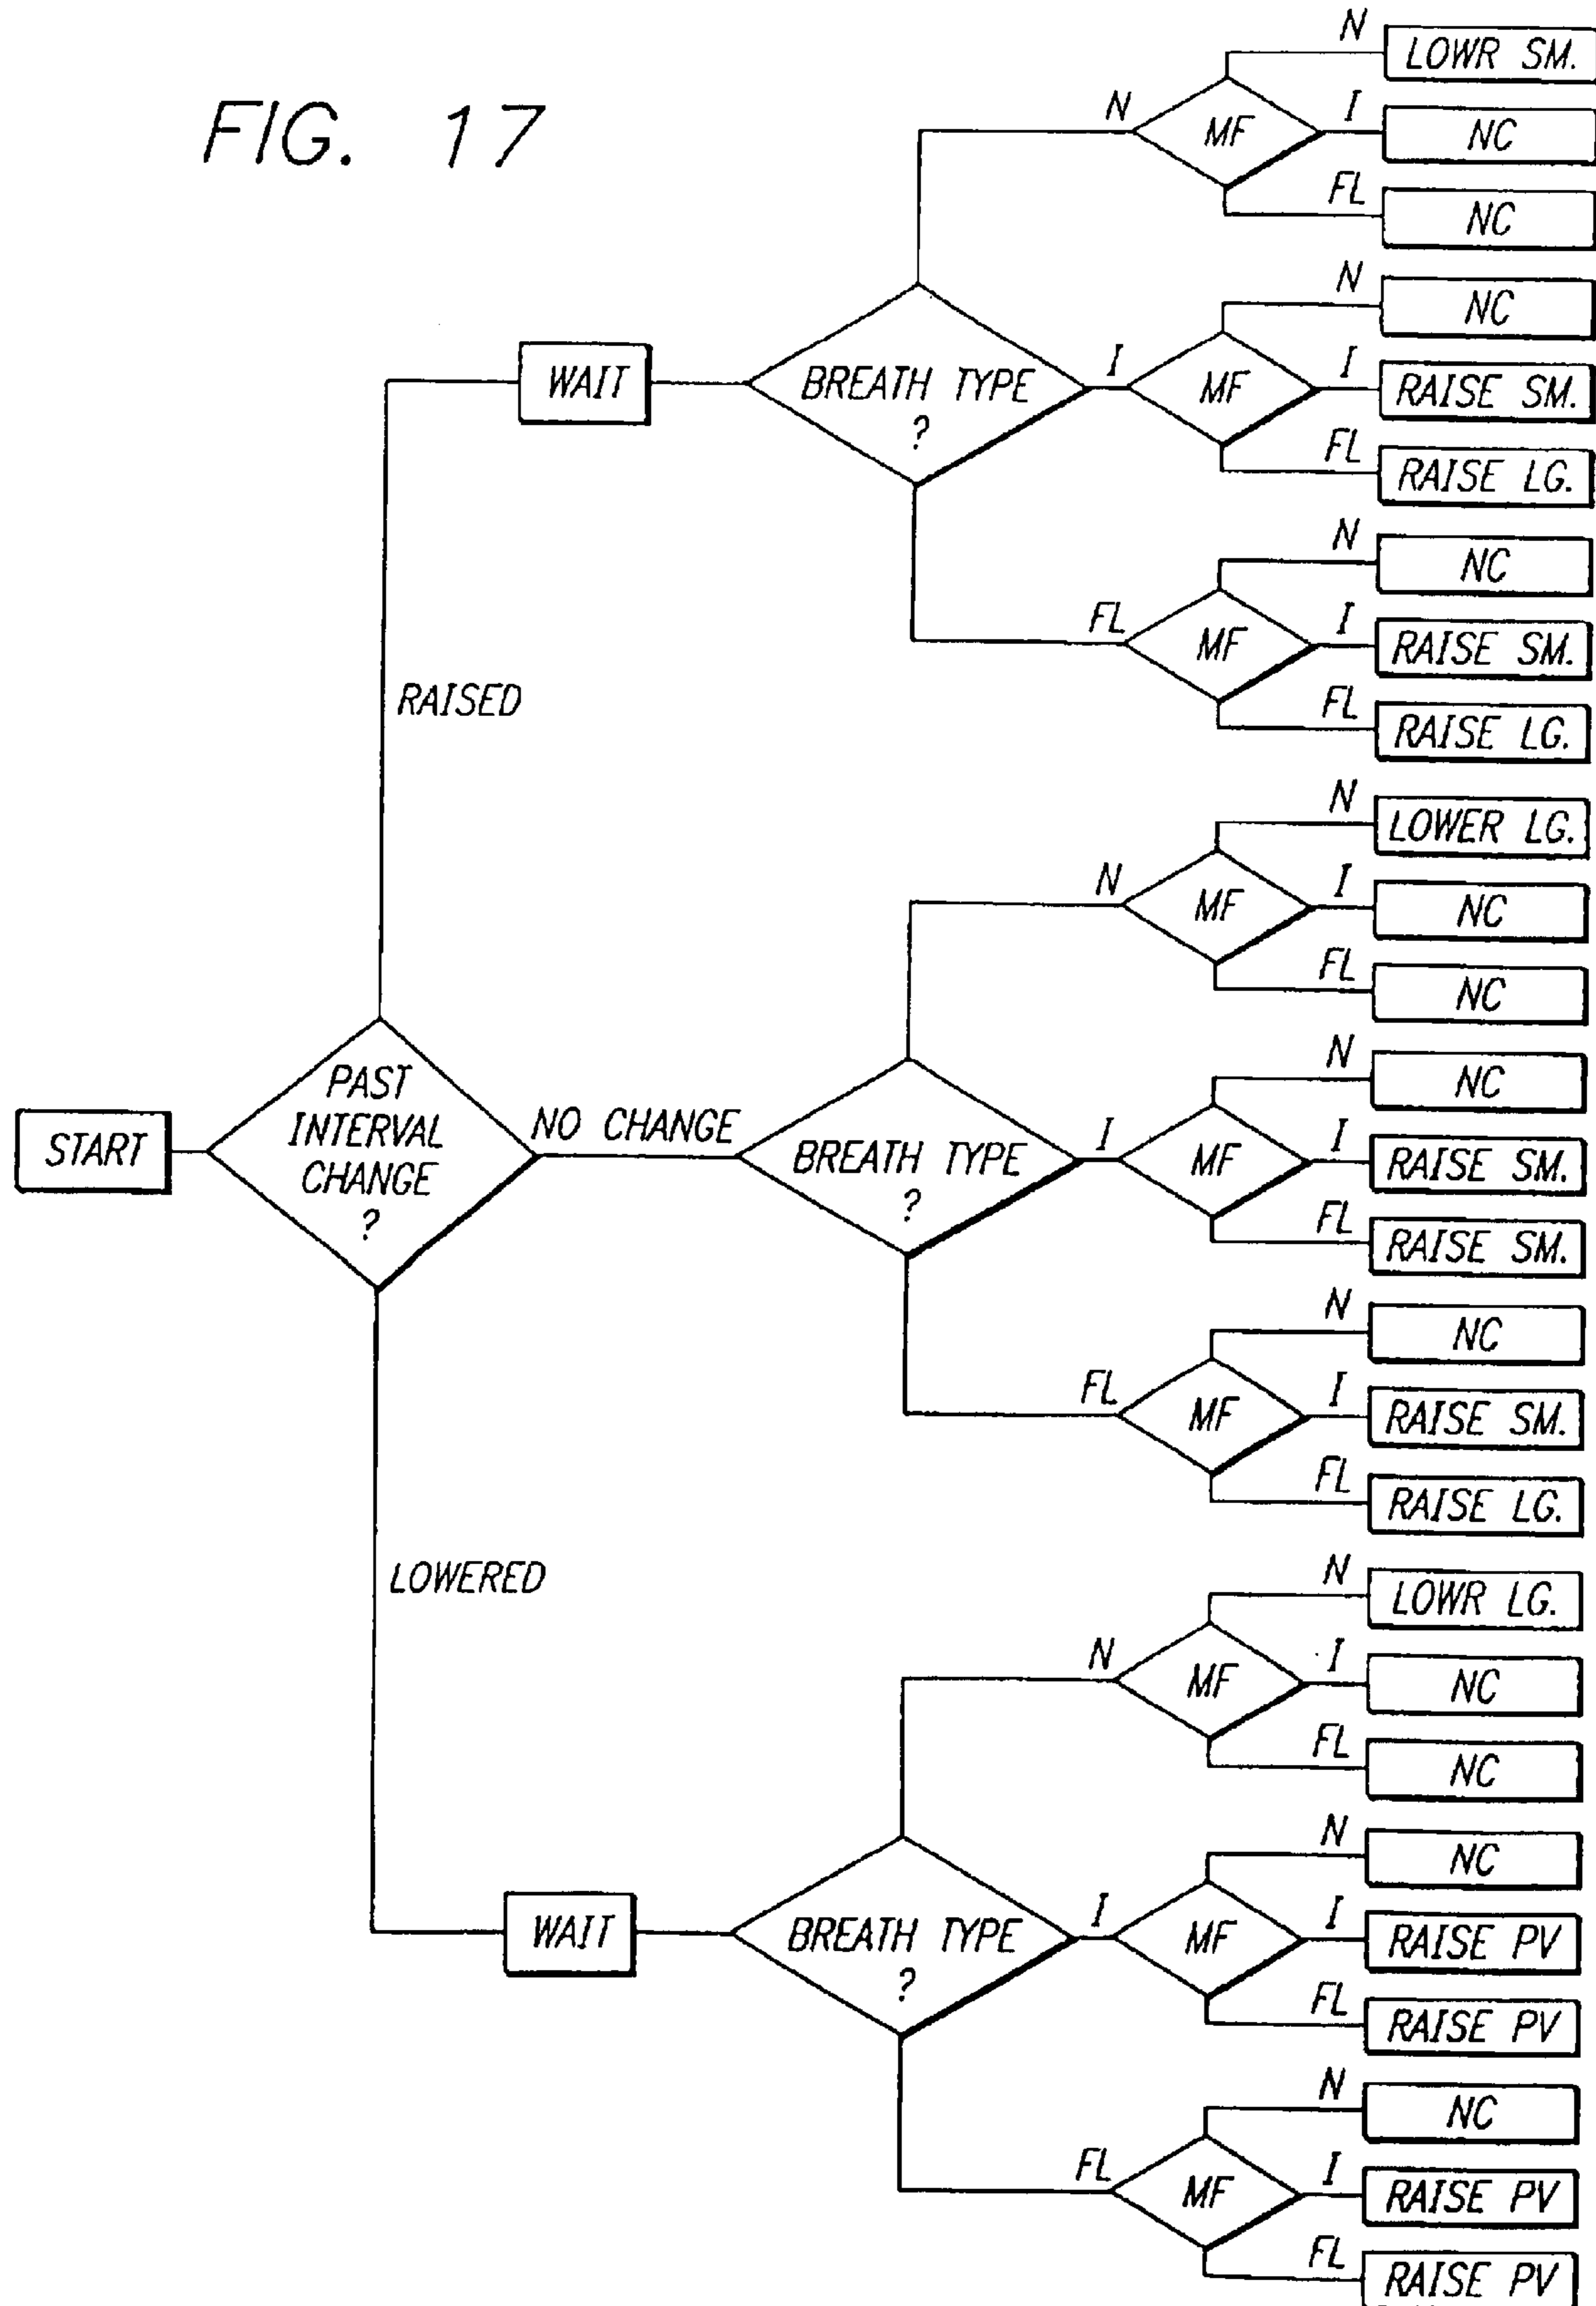 FIG. 17
N
LOWR SM.
N
MF
I
NC
FL
NC
N
NC
WAIT
BREATH TYPE
?
I
MF
I
RAISE SM.
FL
RAISE LG.
N
NC
FL
MF
I
RAISE SM.
FL
RAISE LG.
RAISED
N
LOWER LG.
N
MF
I
NC
FL
NC
START
PAST
INTERVAL
CHANGE
?
NO CHANGE
BREATH TYPE
?
N
NC
I
MF
I
RAISE SM.
FL
RAISE SM.
N
NC
FL
MF
I
RAISE SM.
FL
RAISE LG.
LOWERED
N
LOWR LG.
N
MF
I
NC
FL
NC
WAIT
BREATH TYPE
?
N
NC
I
MF
I
RAISE PV
FL
RAISE PV
N
NC
FL
MF
I
RAISE PV
FL
RAISE PV